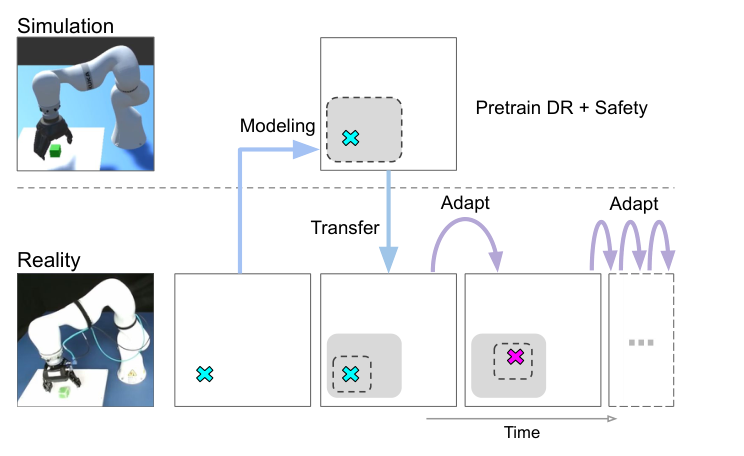 Simulation
Pretrain DR + Safety
Modeling
Transfer
Adapt
Adapt
Reality
Time